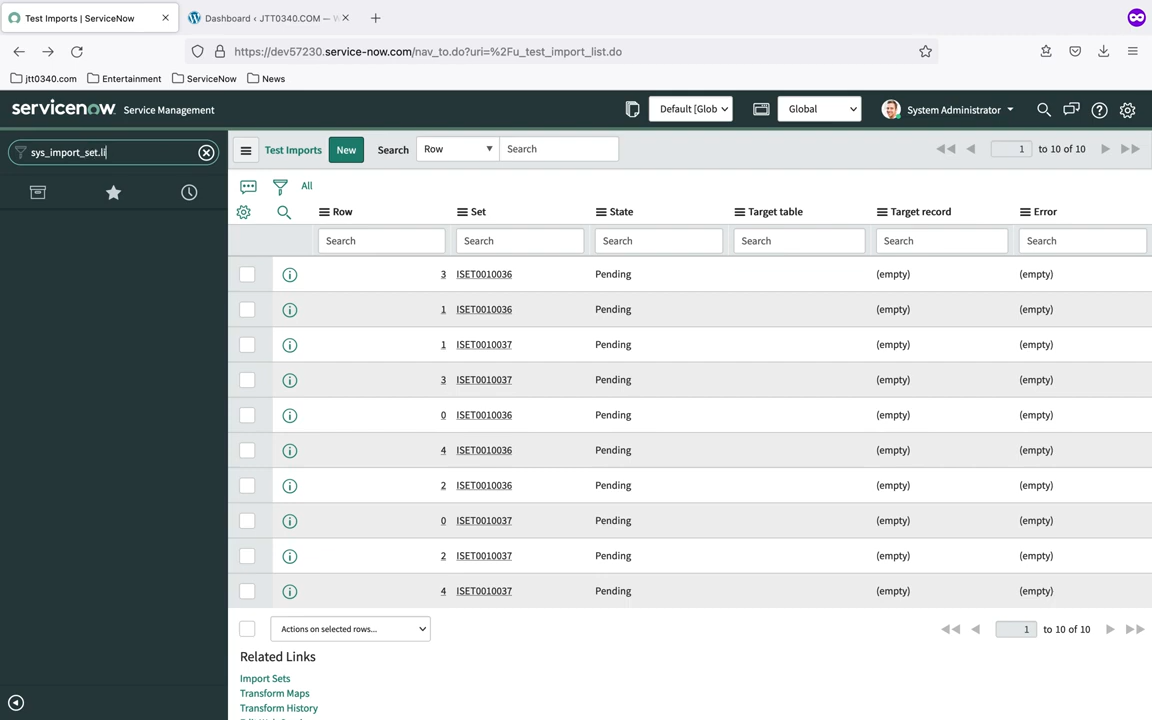 Test Imports | ServiceNow
Dashboard ‹ JTT0340.COM —
https://dev57230.service-now.com/nav_to.do?uri=%2Fu_test_import_list.do
jtt0340.com Entertainment ServiceNow News
servicenow Service Management Default [Glob Global System Administrator
sys_import_set.li
Test Imports New Search Row Search 1 to 10 of 10
All
Row Set State Target table Target record Error
Search Search Search Search Search Search
3 ISET0010036 Pending (empty) (empty)
1 ISET0010036 Pending (empty) (empty)
1 ISET0010037 Pending (empty) (empty)
3 ISET0010037 Pending (empty) (empty)
0 ISET0010036 Pending (empty) (empty)
4 ISET0010036 Pending (empty) (empty)
2 ISET0010036 Pending (empty) (empty)
0 ISET0010037 Pending (empty) (empty)
2 ISET0010037 Pending (empty) (empty)
4 ISET0010037 Pending (empty) (empty)
Actions on selected rows... 1 to 10 of 10
Related Links
Import Sets
Transform Maps
Transform History